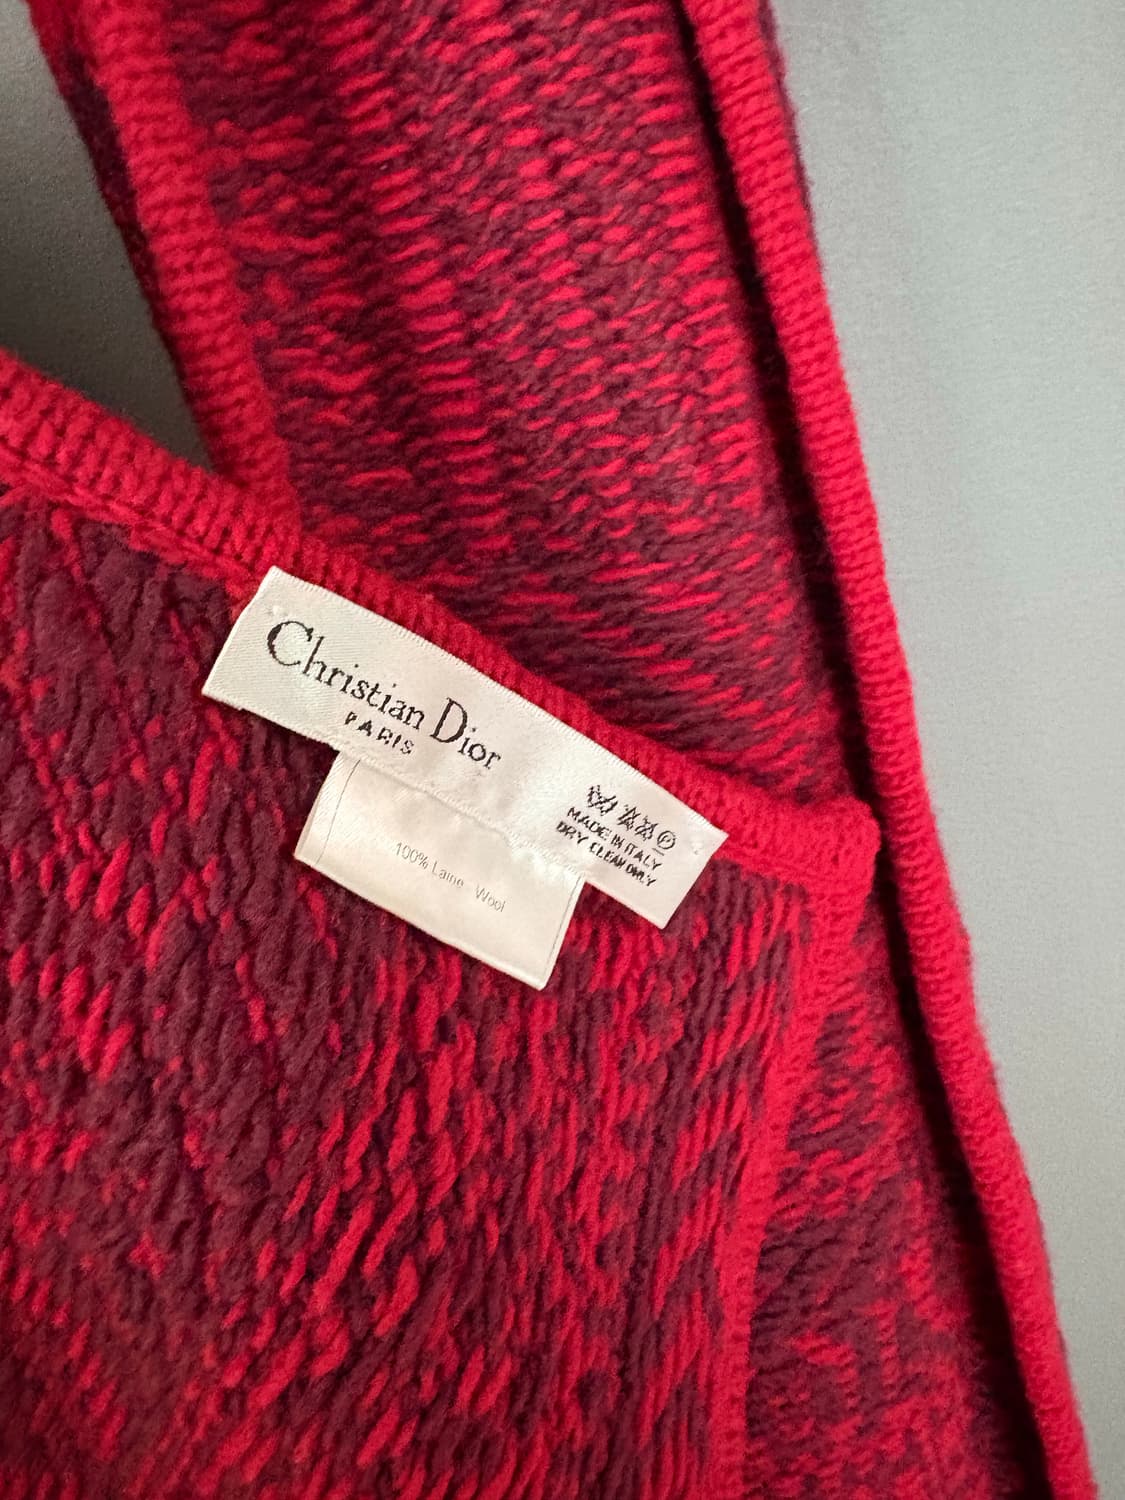 Christian Dior
PARIS
MADE IN ITALY
DRY CLEAN ONLY
100% Laine Wool